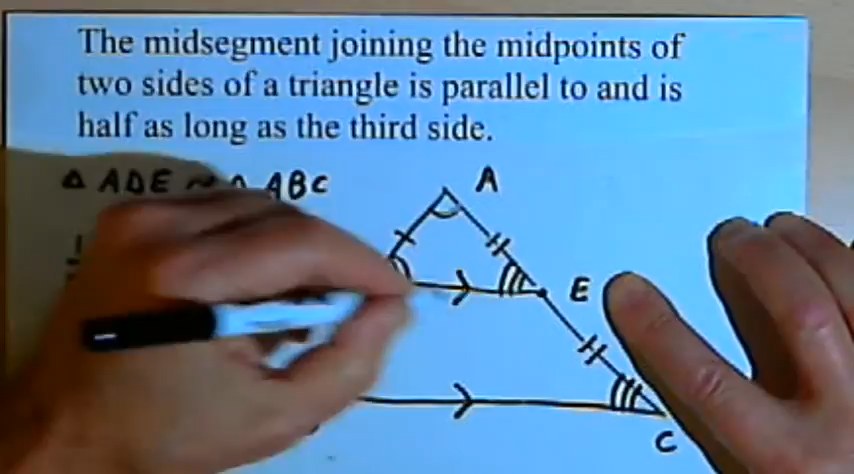 The midsegment joining the midpoints of
two sides of a triangle is parallel to and is
half as long as the third side.
△ ADE ~ △ ABC
A
E
C